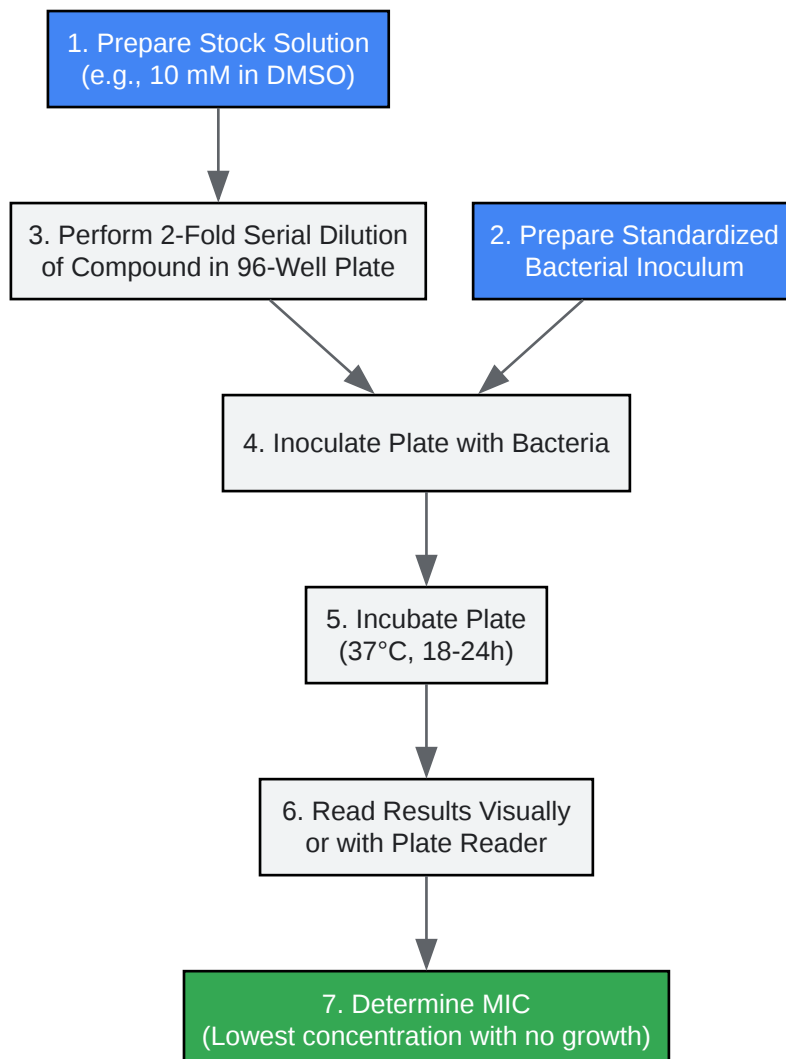 1. Prepare Stock Solution
(e.g., 10 mM in DMSO)
3. Perform 2-Fold Serial Dilution
of Compound in 96-Well Plate
2. Prepare Standardized
Bacterial Inoculum
4. Inoculate Plate with Bacteria
5. Incubate Plate
(37°C, 18-24h)
6. Read Results Visually
or with Plate Reader
7. Determine MIC
(Lowest concentration with no growth)